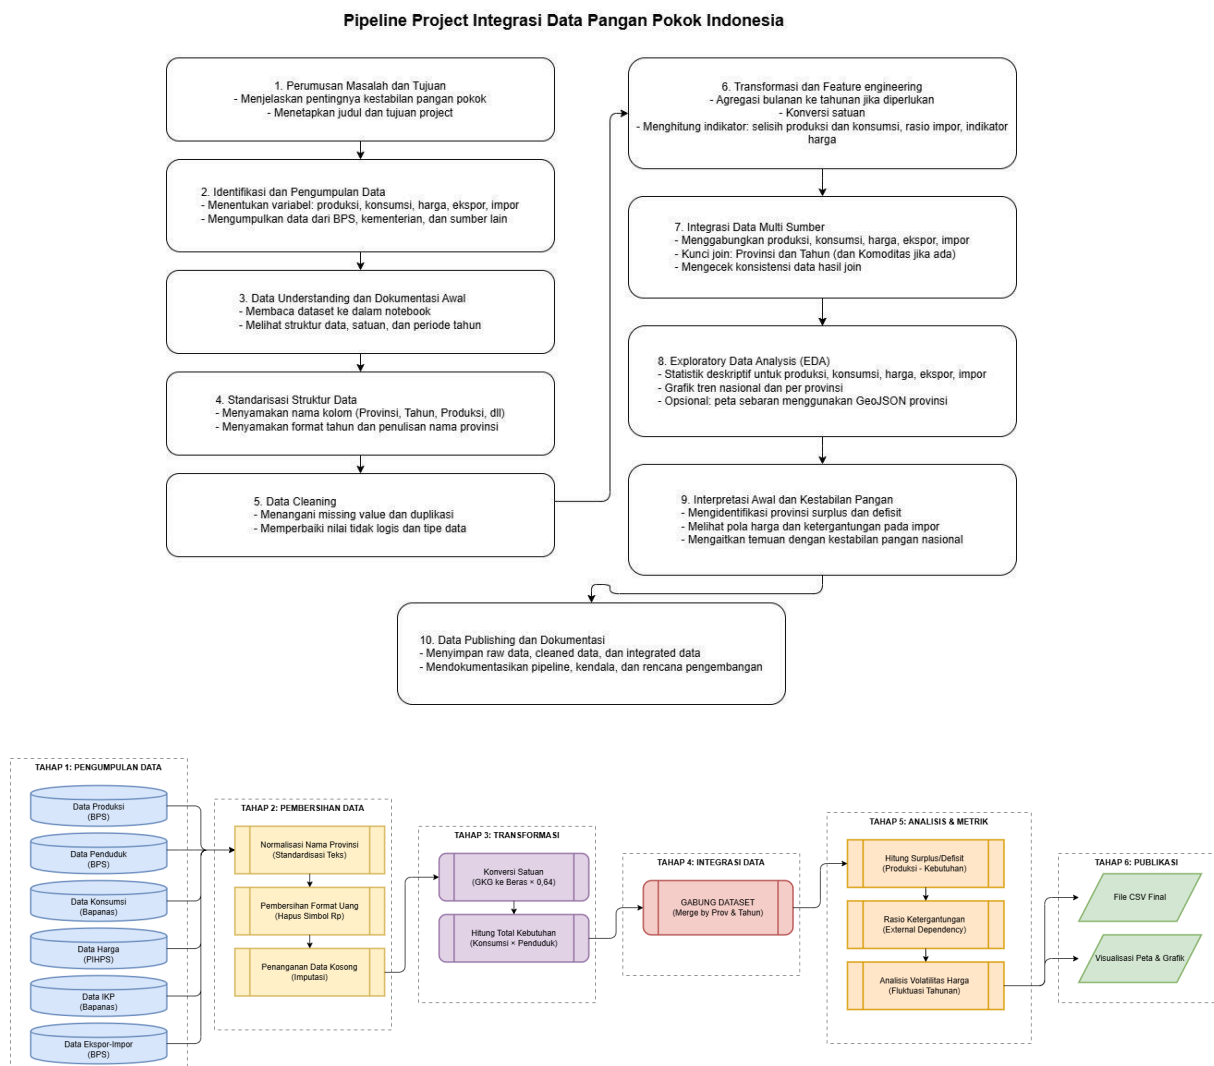 Pipeline Project Integrasi Data Pangan Pokok Indonesia
1. Perumusan Masalah dan Tujuan
- Menjelaskan pentingnya kestabilan pangan pokok
- Menetapkan judul dan tujuan project
2. Identifikasi dan Pengumpulan Data
- Menentukan variabel: produksi, konsumsi, harga, ekspor, impor
- Mengumpulkan data dari BPS, kementerian, dan sumber lain
3. Data Understanding dan Dokumentasi Awal
- Membaca dataset ke dalam notebook
- Melihat struktur data, satuan, dan periode tahun
4. Standarisasi Struktur Data
- Menyamakan nama kolom (Provinsi, Tahun, Produksi, dll)
- Menyamakan format tahun dan penulisan nama provinsi
5. Data Cleaning
- Menangani missing value dan duplikasi
- Memperbaiki nilai tidak logis dan tipe data
6. Transformasi dan Feature engineering
- Agregasi bulanan ke tahunan jika diperlukan
- Konversi satuan
- Menghitung indikator: selisih produksi dan konsumsi, rasio impor, indikator
harga
7. Integrasi Data Multi Sumber
- Menggabungkan produksi, konsumsi, harga, ekspor, impor
- Kunci join: Provinsi dan Tahun (dan Komoditas jika ada)
- Mengecek konsistensi data hasil join
8. Exploratory Data Analysis (EDA)
- Statistik deskriptif untuk produksi, konsumsi, harga, ekspor, impor
- Grafik tren nasional dan per provinsi
- Opsional: peta sebaran menggunakan GeoJSON provinsi
9. Interpretasi Awal dan Kestabilan Pangan
- Mengidentifikasi provinsi surplus dan defisit
- Melihat pola harga dan ketergantungan pada impor
- Mengaitkan temuan dengan kestabilan pangan nasional
10. Data Publishing dan Dokumentasi
- Menyimpan raw data, cleaned data, dan integrated data
- Mendokumentasikan pipeline, kendala, dan rencana pengembangan
TAHAP 1: PENGUMPULAN DATA
Data Produksi
(BPS)
Data Penduduk
(BPS)
Data Konsumsi
(Bapanas)
Data Harga
(PIHPS)
Data IKP
(Bapanas)
Data Ekspor-Impor
(BPS)
TAHAP 2: PEMBERSIHAN DATA
Normalisasi Nama Provinsi
(Standardisasi Teks)
Pembersihan Format Uang
(Hapus Simbol Rp)
Penanganan Data Kosong
(Imputasi)
TAHAP 3: TRANSFORMASI
Konversi Satuan
(GKG ke Beras × 0,64)
Hitung Total Kebutuhan
(Konsumsi × Penduduk)
TAHAP 4: INTEGRASI DATA
GABUNG DATASET
(Merge by Prov & Tahun)
TAHAP 5: ANALISIS & METRIK
Hitung Surplus/Defisit
(Produksi - Kebutuhan)
Rasio Ketergantungan
(External Dependency)
Analisis Volatilitas Harga
(Fluktuasi Tahunan)
TAHAP 6: PUBLIKASI
File CSV Final
Visualisasi Peta & Grafik